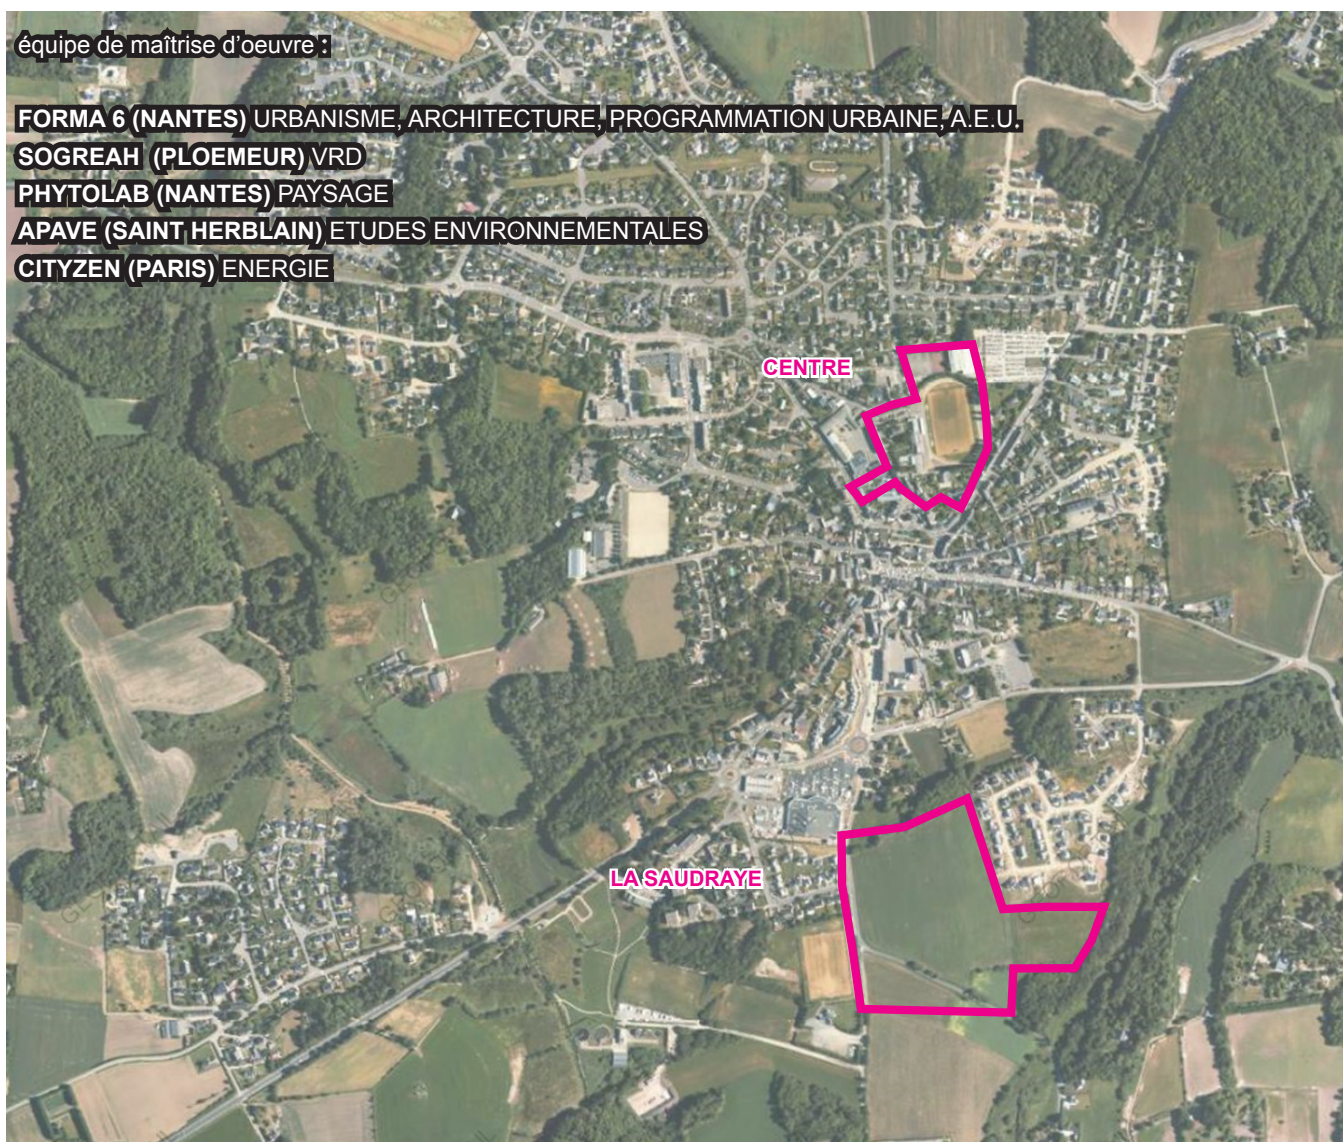 équipe de maîtrise d'oeuvre :
FORMA 6 (NANTES) URBANISME, ARCHITECTURE, PROGRAMMATION URBAINE, A.E.U.
SOGREAH (PLOEMEUR) VRD
PHYTOLAB (NANTES) PAYSAGE
APAVE (SAINT HERBLAIN) ETUDES ENVIRONNEMENTALES
CITYZEN (PARIS) ENERGIE
CENTRE
LA SAUDRAYE